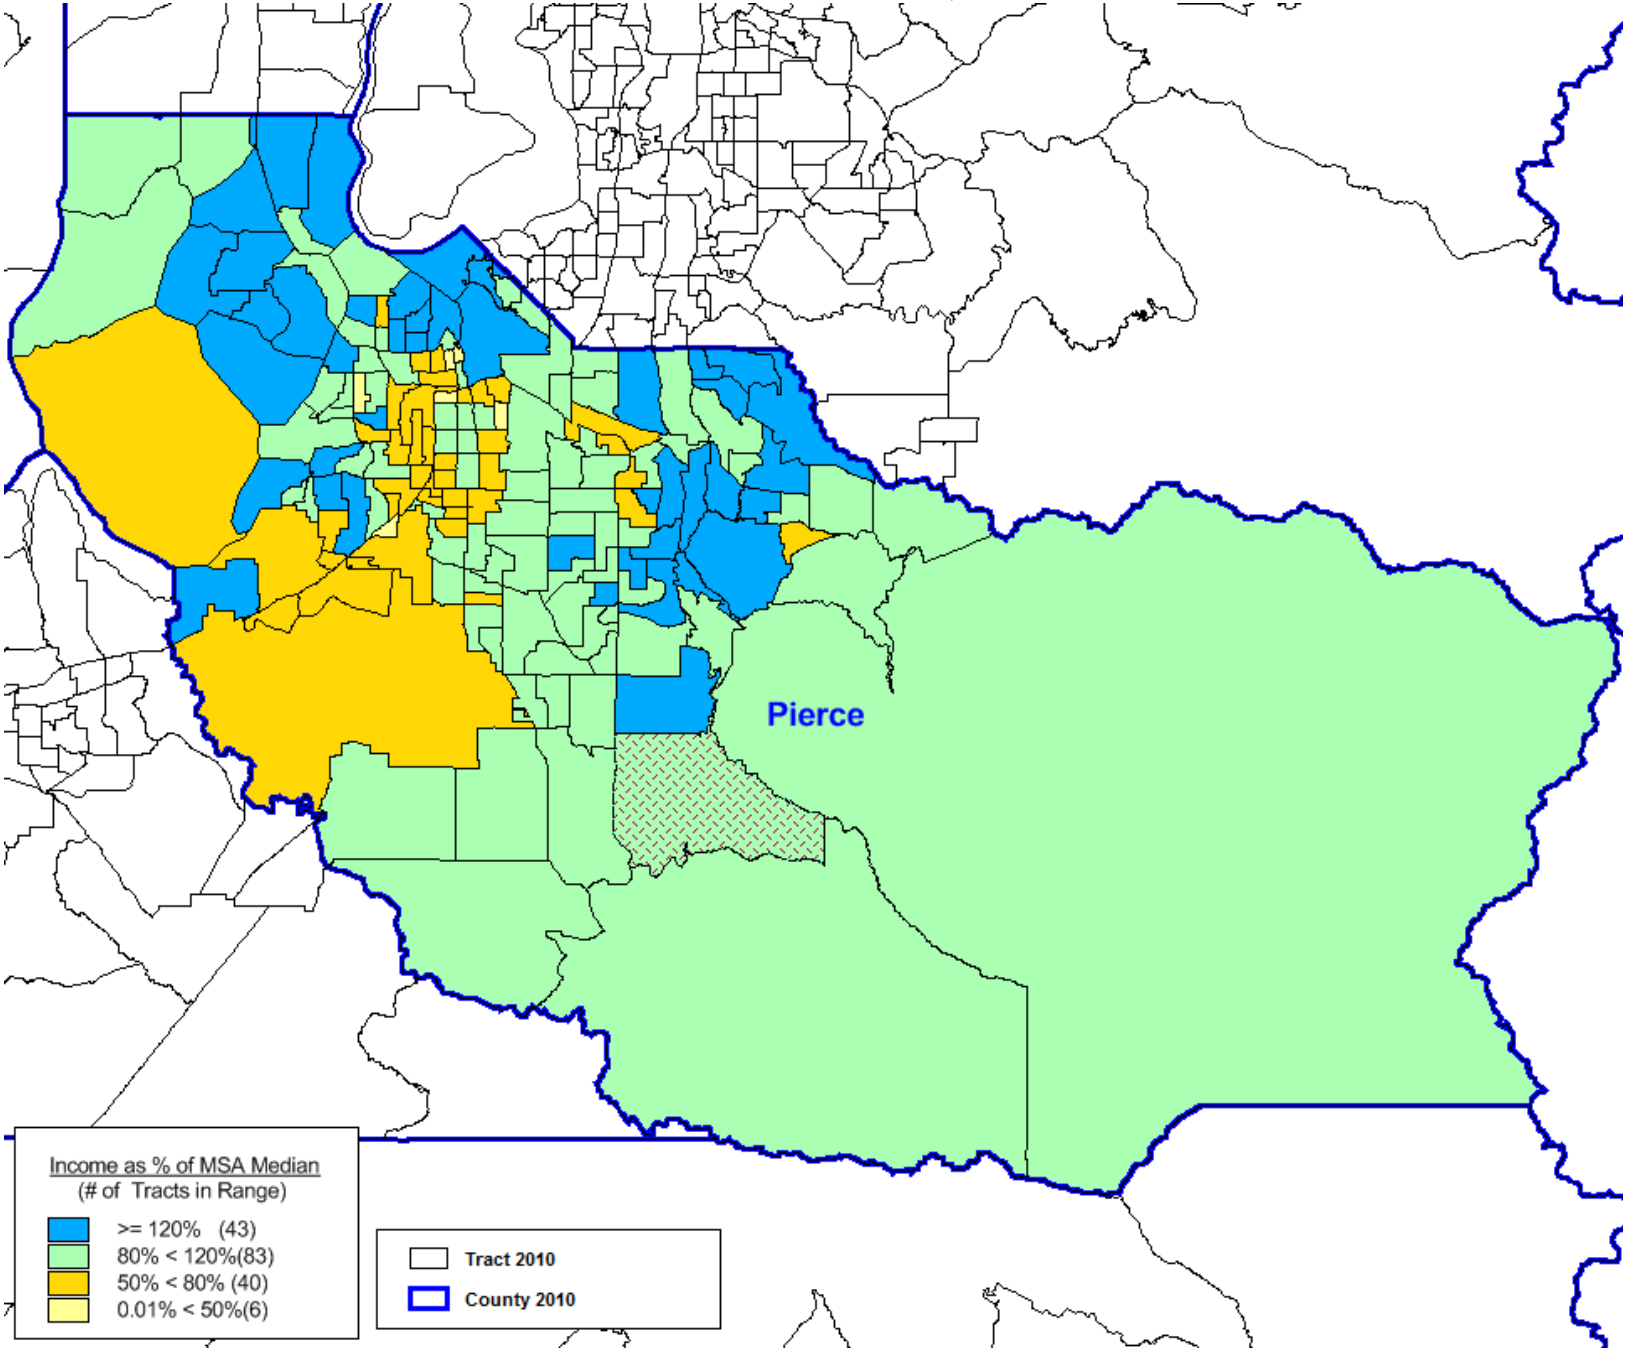 Pierce
Income as % of MSA Median
(# of Tracts in Range)
>= 120% (43)
80% < 120%(83)
50% < 80% (40)
0.01% < 50%(6)
Tract 2010
County 2010